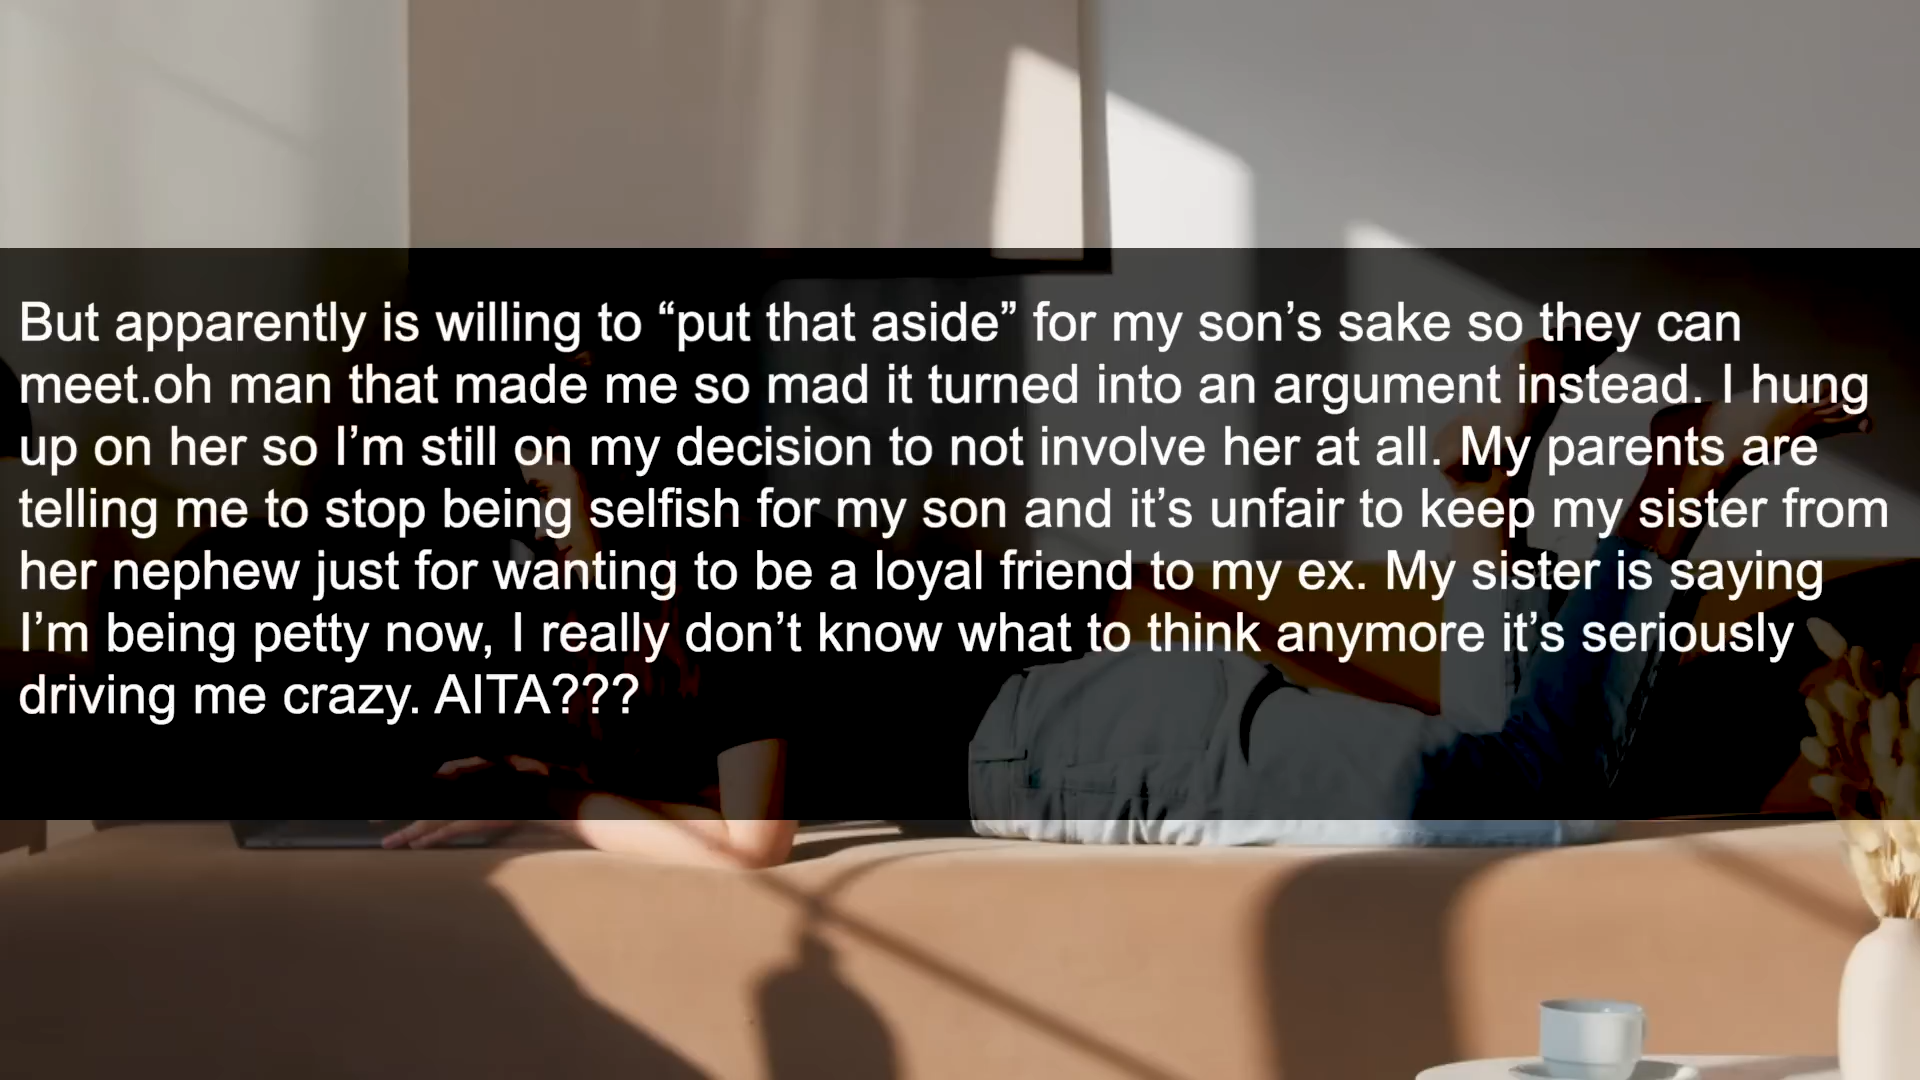 But apparently is willing to “put that aside” for my son’s sake so they can
meet.oh man that made me so mad it turned into an argument instead. I hung
up on her so I’m still on my decision to not involve her at all. My parents are
telling me to stop being selfish for my son and it’s unfair to keep my sister from
her nephew just for wanting to be a loyal friend to my ex. My sister is saying
I’m being petty now, I really don’t know what to think anymore it’s seriously
driving me crazy. AITA???